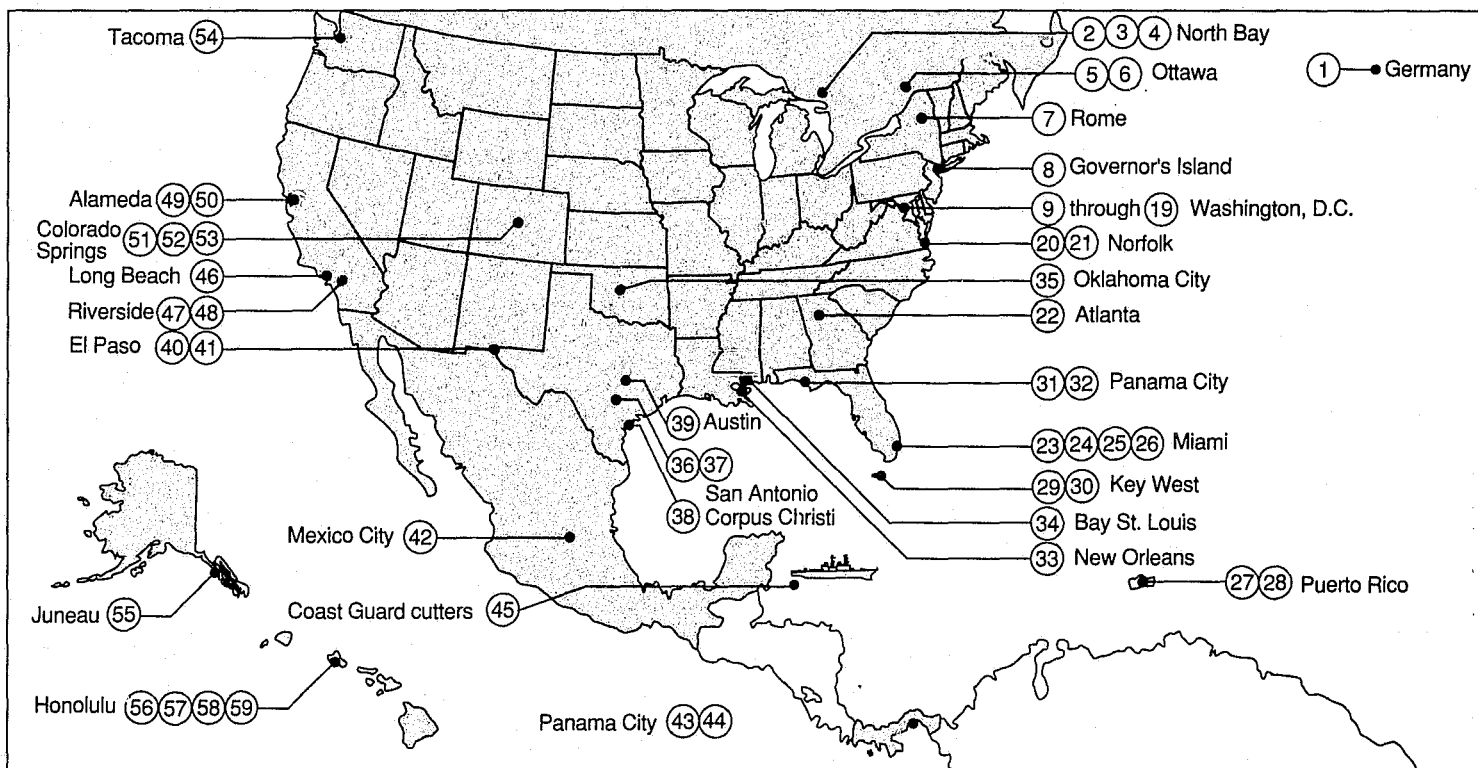 Tacoma 54
2 3 4 North Bay
5 6 Ottawa
1 Germany
7 Rome
8 Governor's Island
Alameda 49 50
9 through 19 Washington, D.C.
Colorado
Springs 51 52 53
20 21 Norfolk
Long Beach 46
35 Oklahoma City
Riverside 47 48
22 Atlanta
El Paso 40 41
31 32 Panama City
39 Austin
23 24 25 26 Miami
36 37
San Antonio
29 30 Key West
38 Corpus Christi
34 Bay St. Louis
Mexico City 42
33 New Orleans
27 28 Puerto Rico
Juneau 55
Coast Guard cutters 45
Honolulu 56 57 58 59
Panama City 43 44